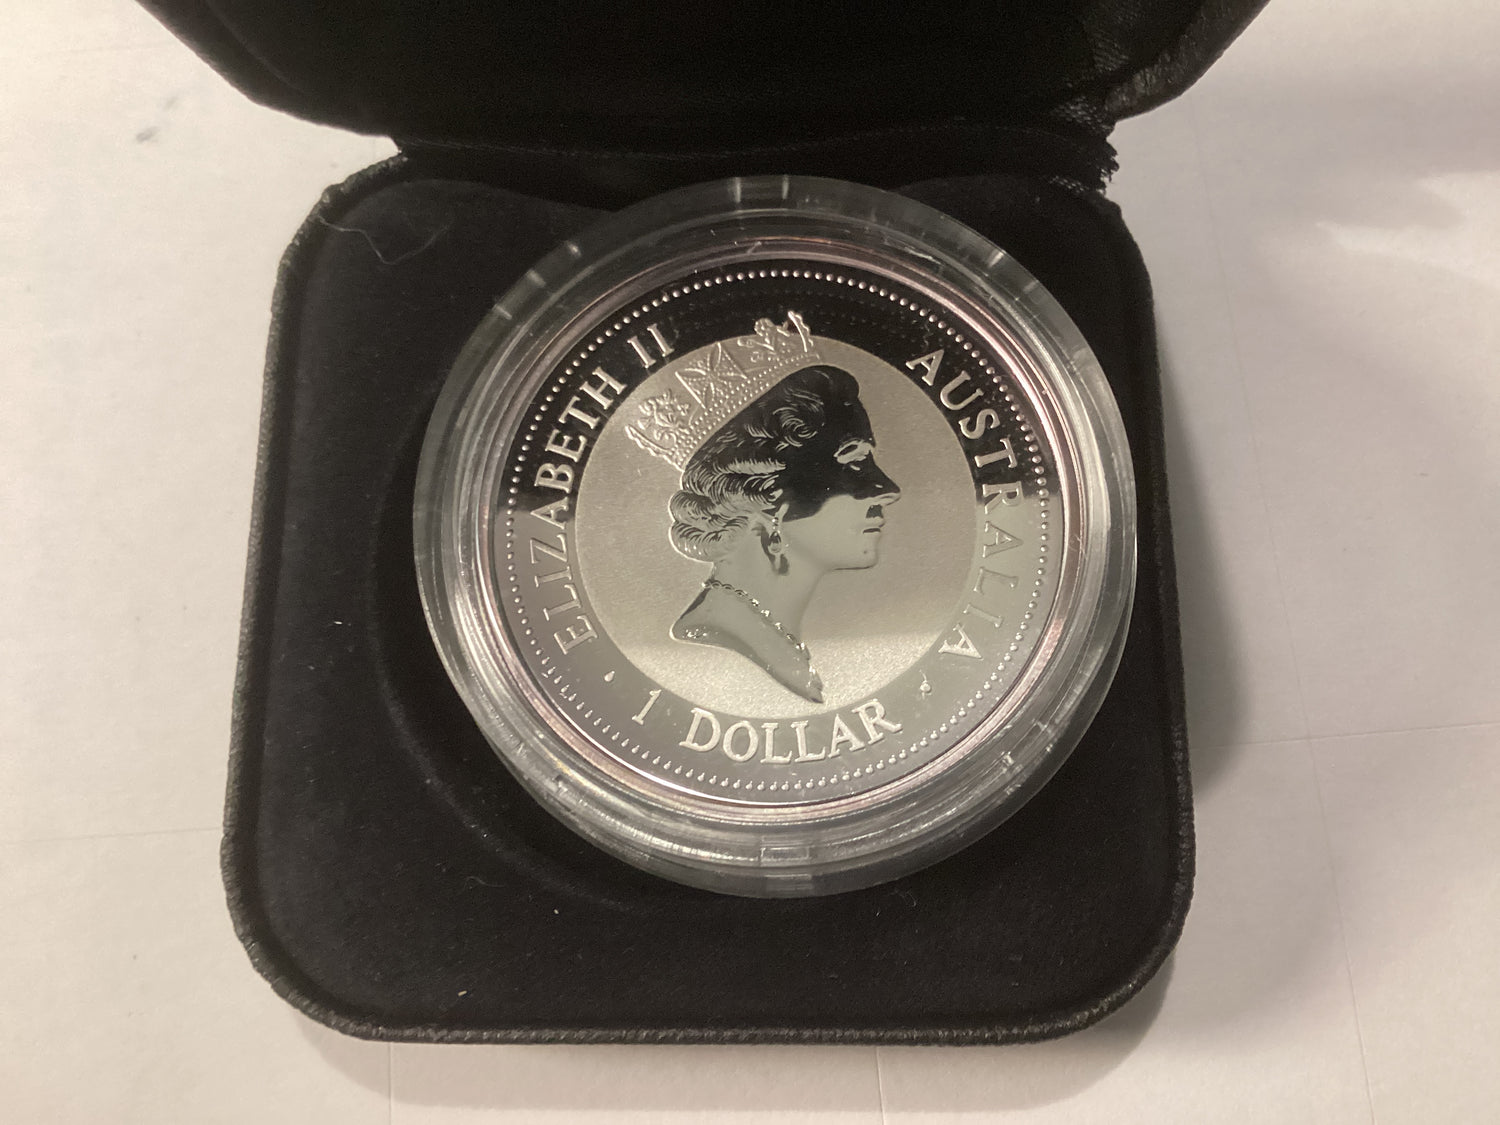 ELIZABETH II
AUSTRALIA
1 DOLLAR